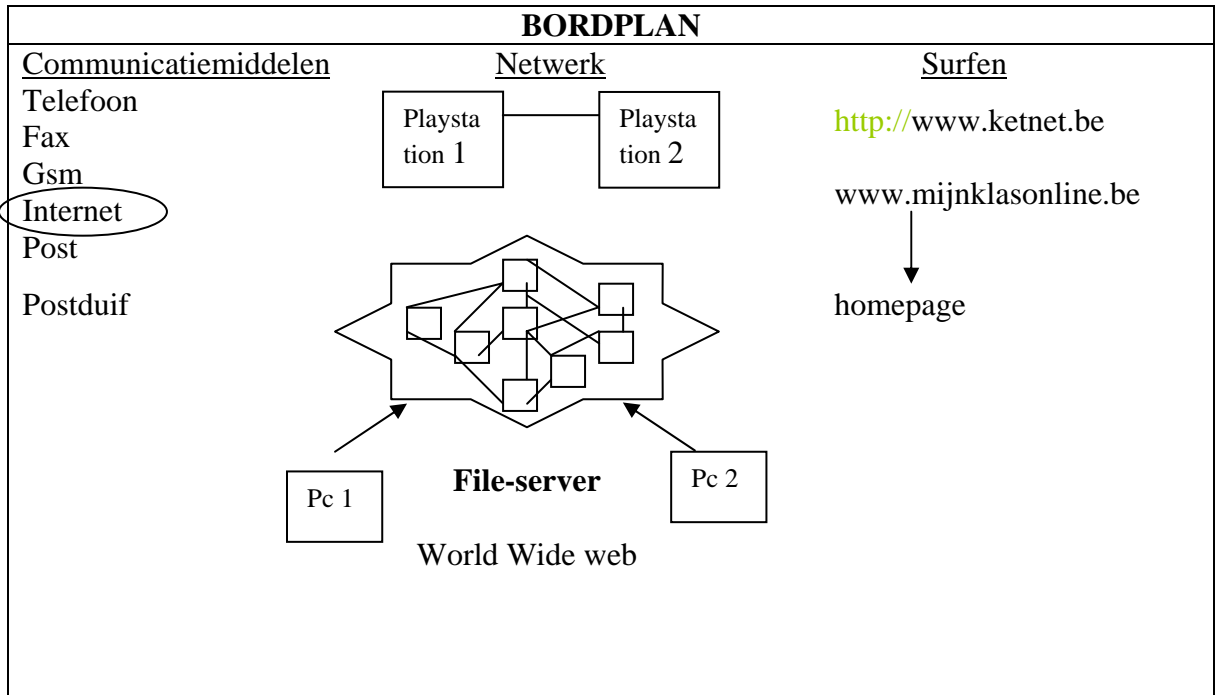 BORDPLAN
Communicatiemiddelen
Telefoon
Fax
Gsm
Internet
Post
Postduif
Netwerk
Playsta
tion 1
Playsta
tion 2
Pc 1
File-server
Pc 2
World Wide web
Surfen
http://www.ketnet.be
www.mijnklasonline.be
homepage